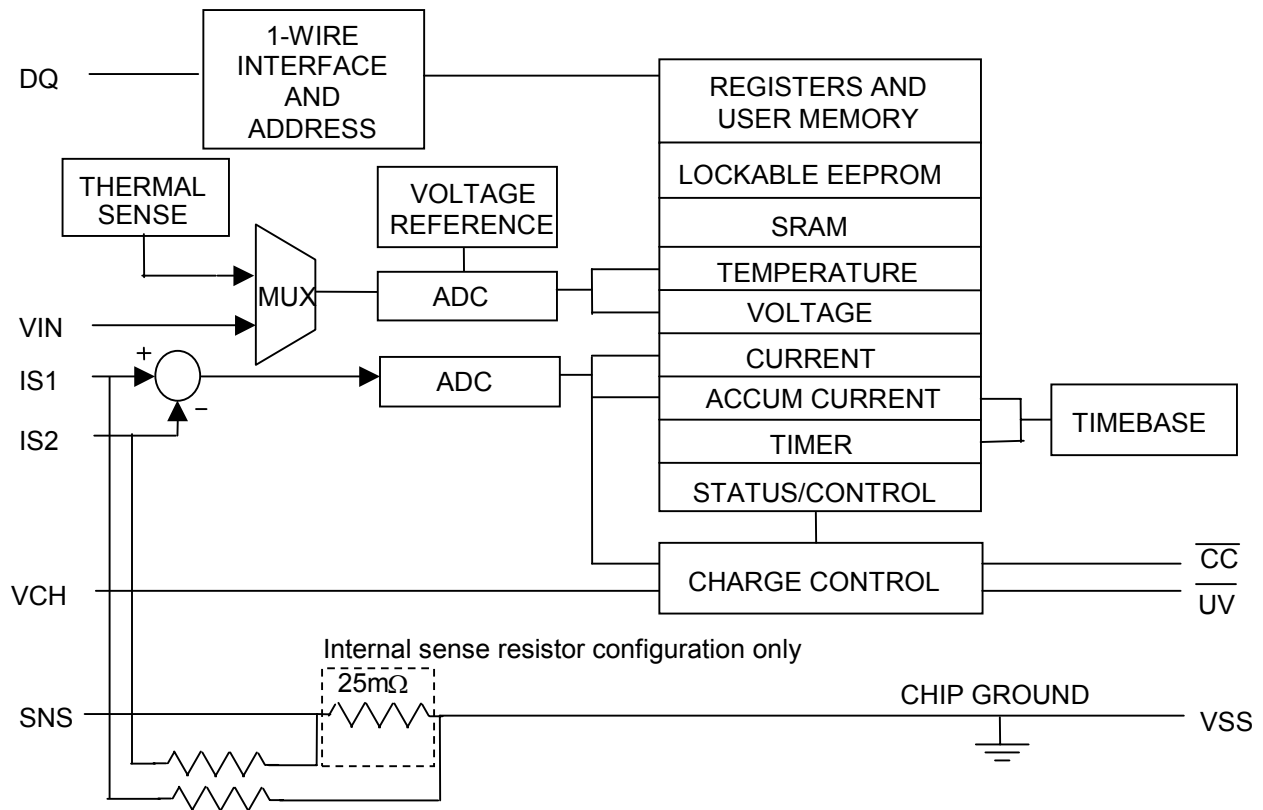 1-WIRE
INTERFACE
AND
ADDRESS
DQ
REGISTERS AND
USER MEMORY
LOCKABLE EEPROM
THERMAL
SENSE
VOLTAGE
REFERENCE
SRAM
TEMPERATURE
MUX
ADC
VOLTAGE
VIN
+
CURRENT
IS1
ADC
ACCUM CURRENT
TIMEBASE
−
IS2
TIMER
STATUS/CONTROL
C̅C̅
CHARGE CONTROL
VCH
U̅V̅
Internal sense resistor configuration only
25mΩ
CHIP GROUND
SNS
VSS